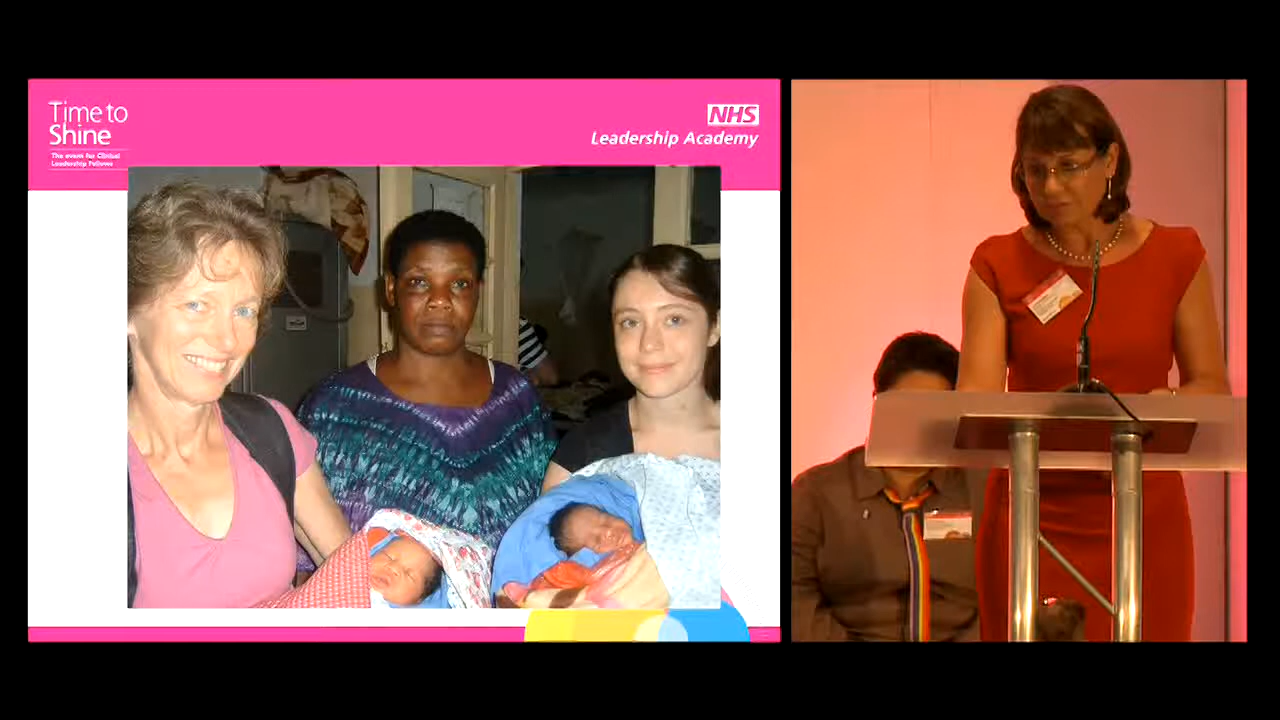 Time to
Shine
The event for Clinical
Leadership Fellows
NHS
Leadership Academy